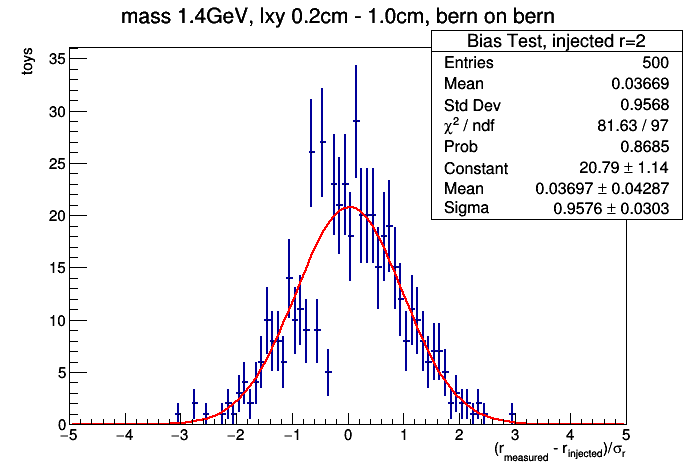 mass 1.4GeV, lxy 0.2cm - 1.0cm, bern on bern
Bias Test, injected r=2
Entries 500
Mean 0.03669
Std Dev 0.9568
χ² / ndf 81.63 / 97
Prob 0.8685
Constant 20.79 ± 1.14
Mean 0.03697 ± 0.04287
Sigma 0.9576 ± 0.0303
toys
35
30
25
20
15
10
5
0
−5 −4 −3 −2 −1 0 1 2 3 4 5
(r_measured - r_injected)/σ_r